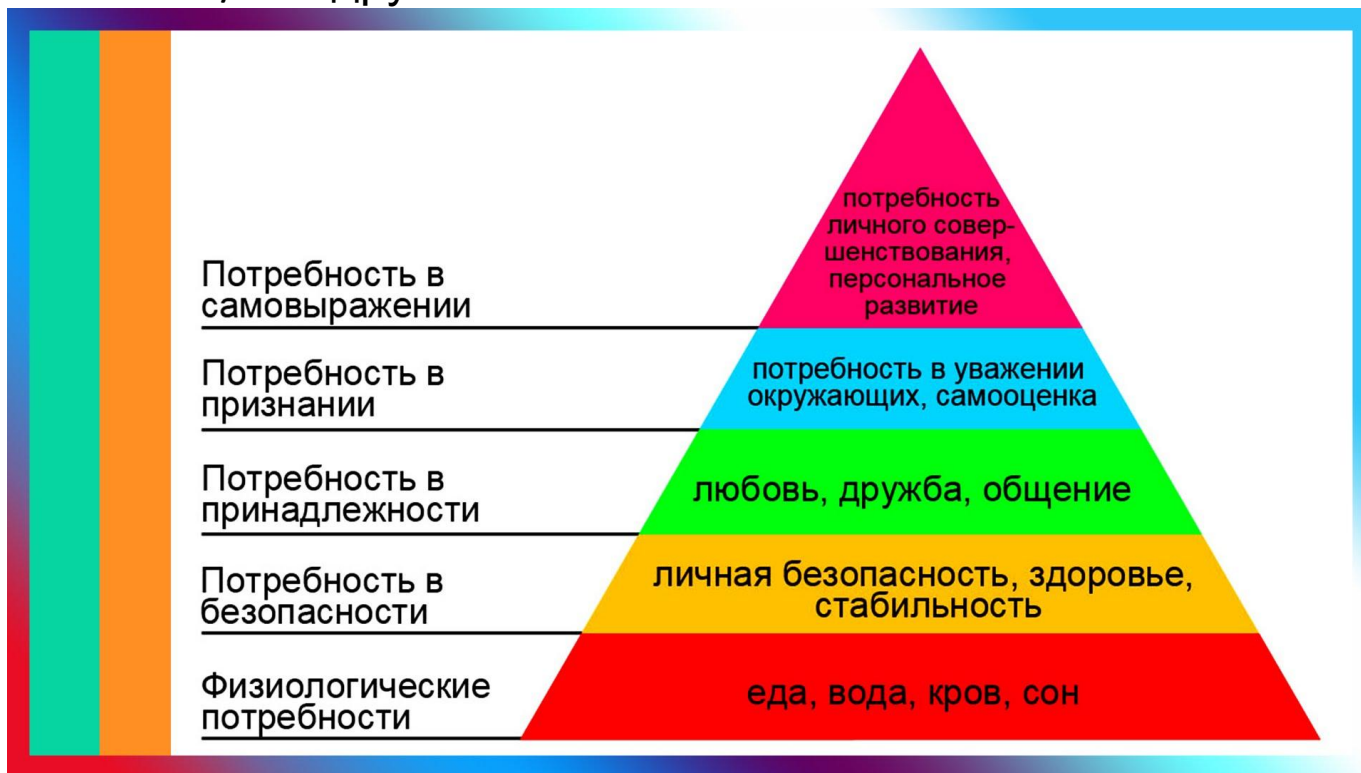 потребность
личного совер-
шенствования,
персональное
развитие
Потребность в
самовыражении
потребность в уважении
окружающих, самооценка
Потребность в
признании
любовь, дружба, общение
Потребность в
принадлежности
личная безопасность, здоровье,
стабильность
Потребность в
безопасности
еда, вода, кров, сон
Физиологические
потребности